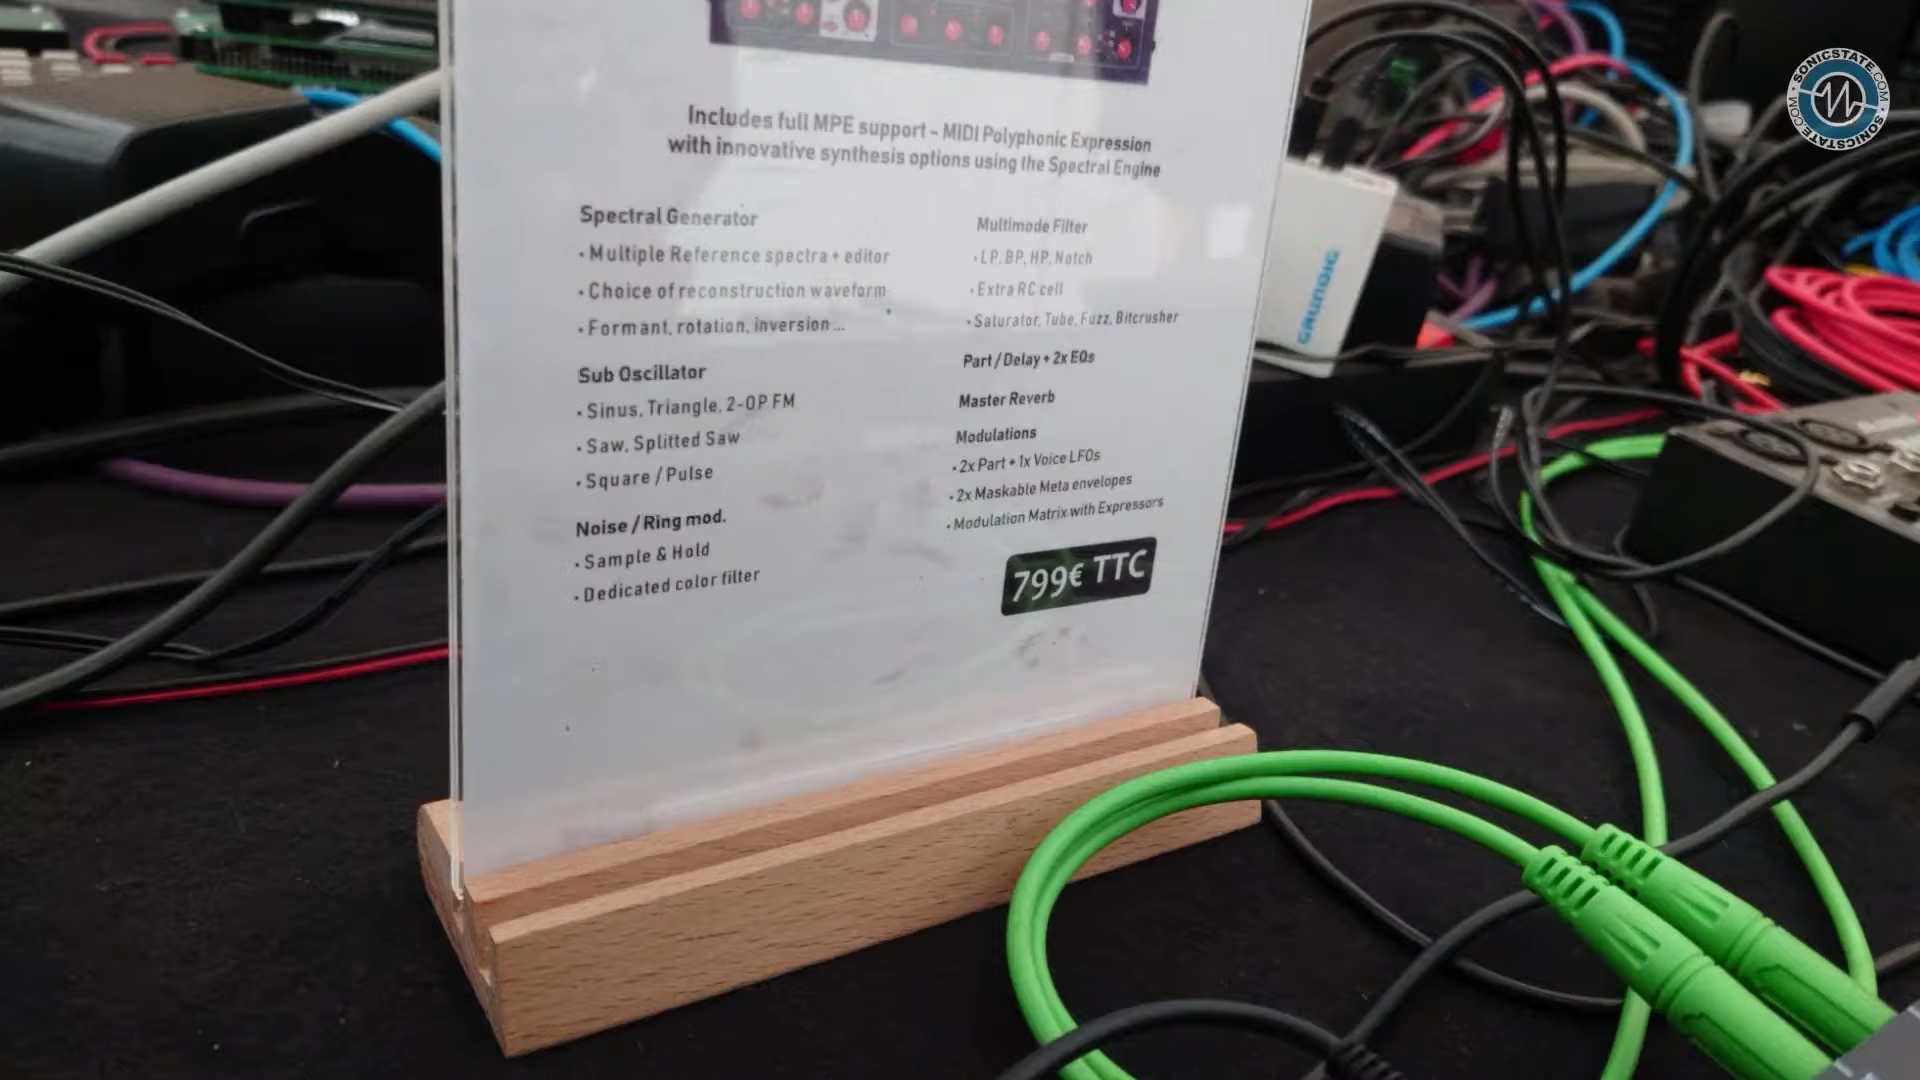 Includes full MPE support - MIDI Polyphonic Expression
with innovative synthesis options using the Spectral Engine
Spectral Generator
• Multiple Reference spectra + editor
• Choice of reconstruction waveform
• Formant, rotation, inversion ...
Sub Oscillator
• Sinus, Triangle, 2-OP FM
• Saw, Splitted Saw
• Square / Pulse
Noise / Ring mod.
• Sample & Hold
• Dedicated color filter
Multimode Filter
• LP, BP, HP, Notch
• Extra RC cell
• Saturator, Tube, Fuzz, Bitcrusher
Part / Delay + 2x EQs
Master Reverb
Modulations
• 2x Part + 1x Voice LFOs
• 2x Maskable Meta envelopes
• Modulation Matrix with Expressors
799€ TTC
GRUNDIG
SONICSTATE.COM • SONICSTATE.COM •